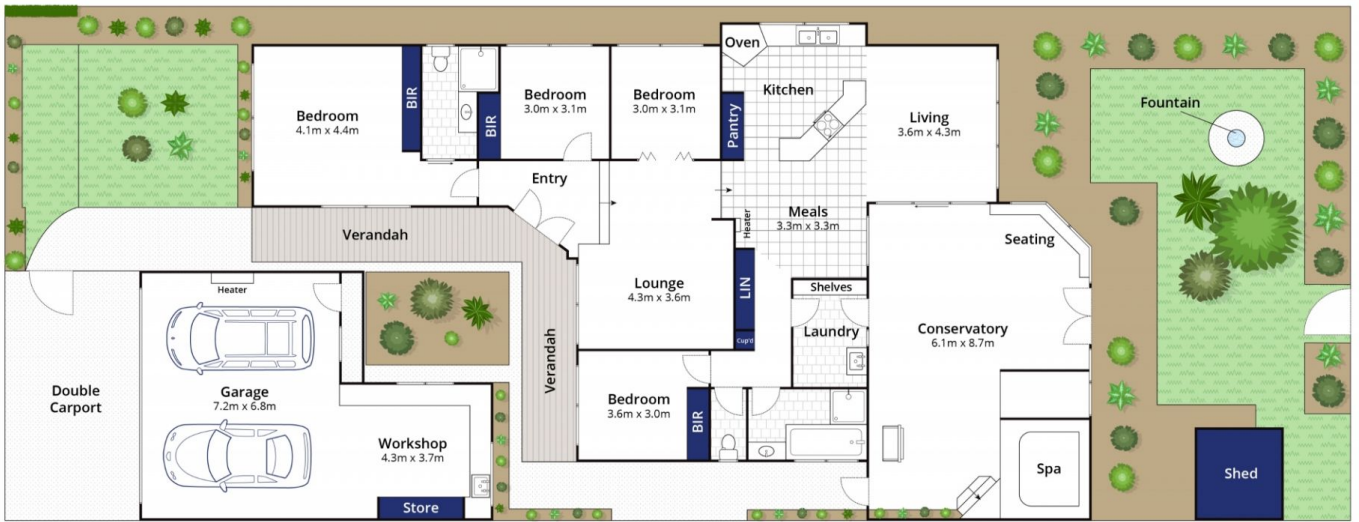 Oven
Kitchen
BIR
Bedroom
4.1m x 4.4m
BIR
Bedroom
3.0m x 3.1m
Bedroom
3.0m x 3.1m
Pantry
Living
3.6m x 4.3m
Fountain
Entry
Meals
3.3m x 3.3m
Heater
Verandah
Seating
Heater
Lounge
4.3m x 3.6m
LIN
Shelves
Laundry
Cup'd
Conservatory
6.1m x 8.7m
Verandah
Double
Carport
Garage
7.2m x 6.8m
Bedroom
3.6m x 3.0m
BIR
Workshop
4.3m x 3.7m
Store
Spa
Shed